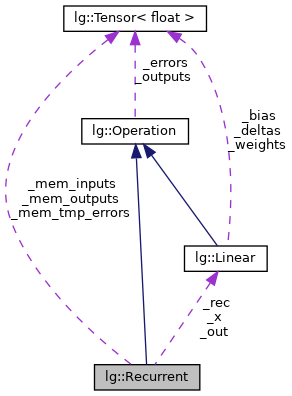 lg::Tensor< float >
_errors
_outputs
_bias
_deltas
_weights
lg::Operation
_mem_inputs
_mem_outputs
_mem_tmp_errors
lg::Linear
_rec
_x
_out
lg::Recurrent